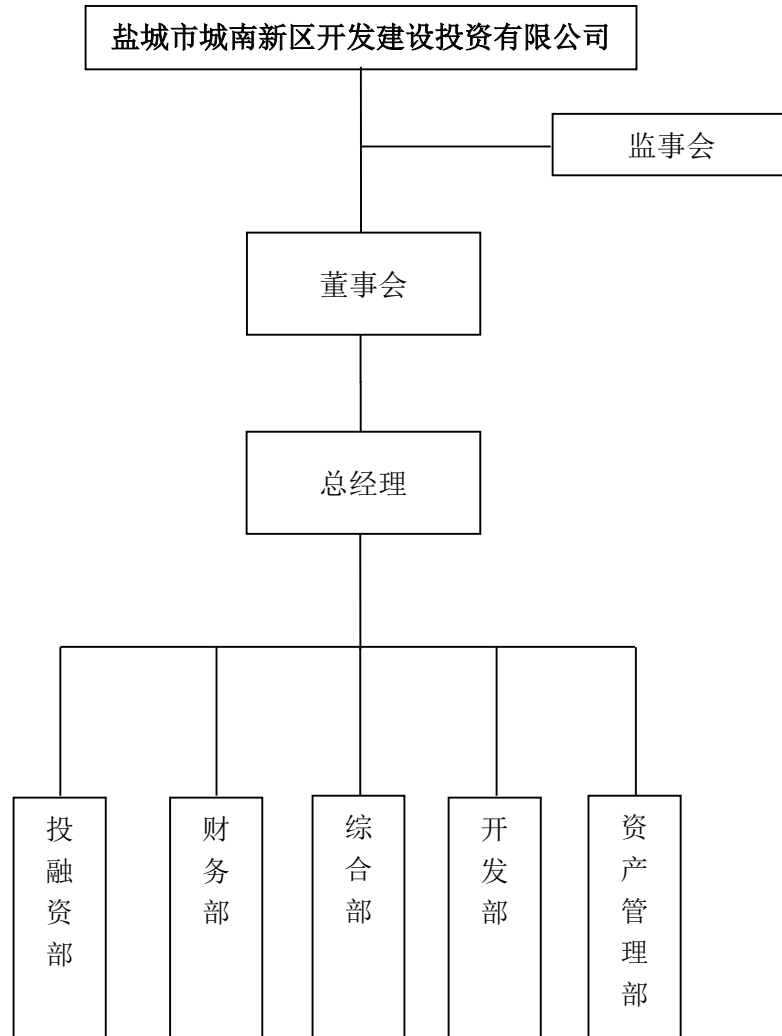 盐城市城南新区开发建设投资有限公司
监事会
董事会
总经理
投融资部
财务部
综合部
开发部
资产管理部